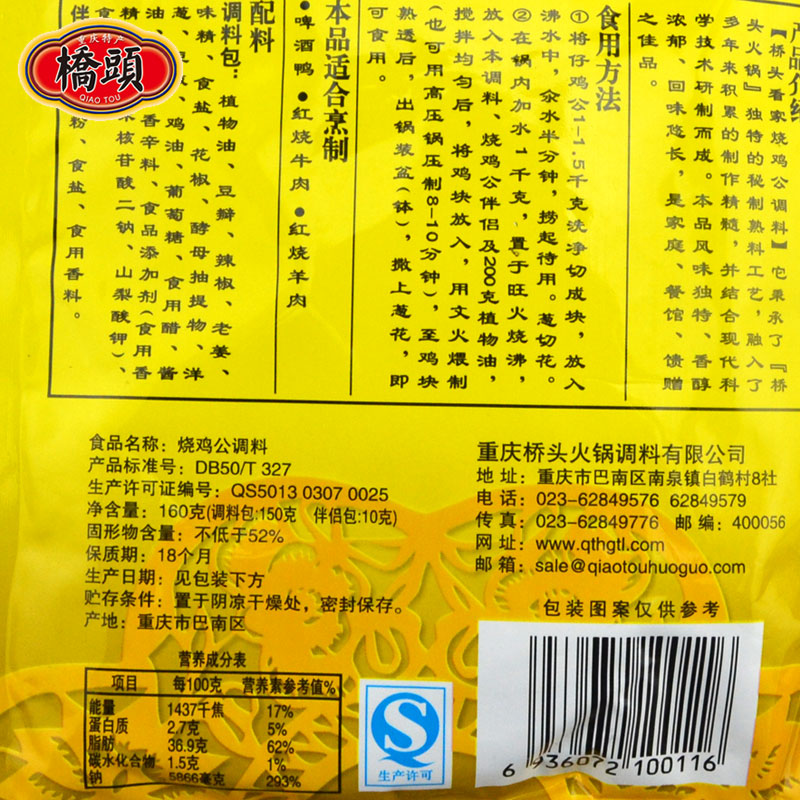 产品介绍
【桥头看家烧鸡公调料】它秉承了『桥
头火锅』独特的秘制熟料工艺，融入了
多年来积累的制作精髓，并结合现代科
学技术研制而成。本品风味独特、香醇
浓郁、回味悠长，是家庭、餐馆、馈赠
之佳品。
食用方法
①将仔鸡公1-1.5千克洗净切成块，放入
沸水中，汆水半分钟，捞起待用。葱切花。
②在锅内加水1千克，置于旺火烧沸，
放入本调料、烧鸡公伴侣及200克植物油，
搅拌均匀后，将鸡块放入，用文火煨制
(也可用高压锅压制8-10分钟)，至鸡块
熟透后，出锅装盆(钵)，撒上葱花，即
可食用。
本品适合烹制
●啤酒鸭 ●红烧牛肉 ●红烧羊肉
配料
调料包：植物油、豆瓣、辣椒、老姜、
味精、食盐、花椒、酵母抽提物、洋
葱、鸡油、葡萄糖、食用醋、酱
香辛料、食品添加剂(食用香
精 核苷酸二钠、山梨酸钾)、
伴 粉、食盐、食用香料。
重庆特产
橋頭
QIAO TOU
食品名称：烧鸡公调料
产品标准号：DB50/T 327
生产许可证编号：QS5013 0307 0025
净含量：160克(调料包:150克 伴侣包:10克)
固形物含量：不低于52%
保质期：18个月
生产日期：见包装下方
贮存条件：置于阴凉干燥处，密封保存。
产地：重庆市巴南区
重庆桥头火锅调料有限公司
地 址：重庆市巴南区南泉镇白鹤村8社
电 话：023-62849576 62849579
传 真：023-62849776 邮 编：400056
网 址：www.qthgtl.com
邮 箱：sale@qiaotouhuoguo.com
包装图案仅供参考
营养成分表
项目 每100克 营养素参考值%
能量 1437千焦 17%
蛋白质 2.7克 5%
脂肪 36.9克 62%
碳水化合物 1.5克 1%
钠 5866毫克 293%
生产许可
6 936072 100116